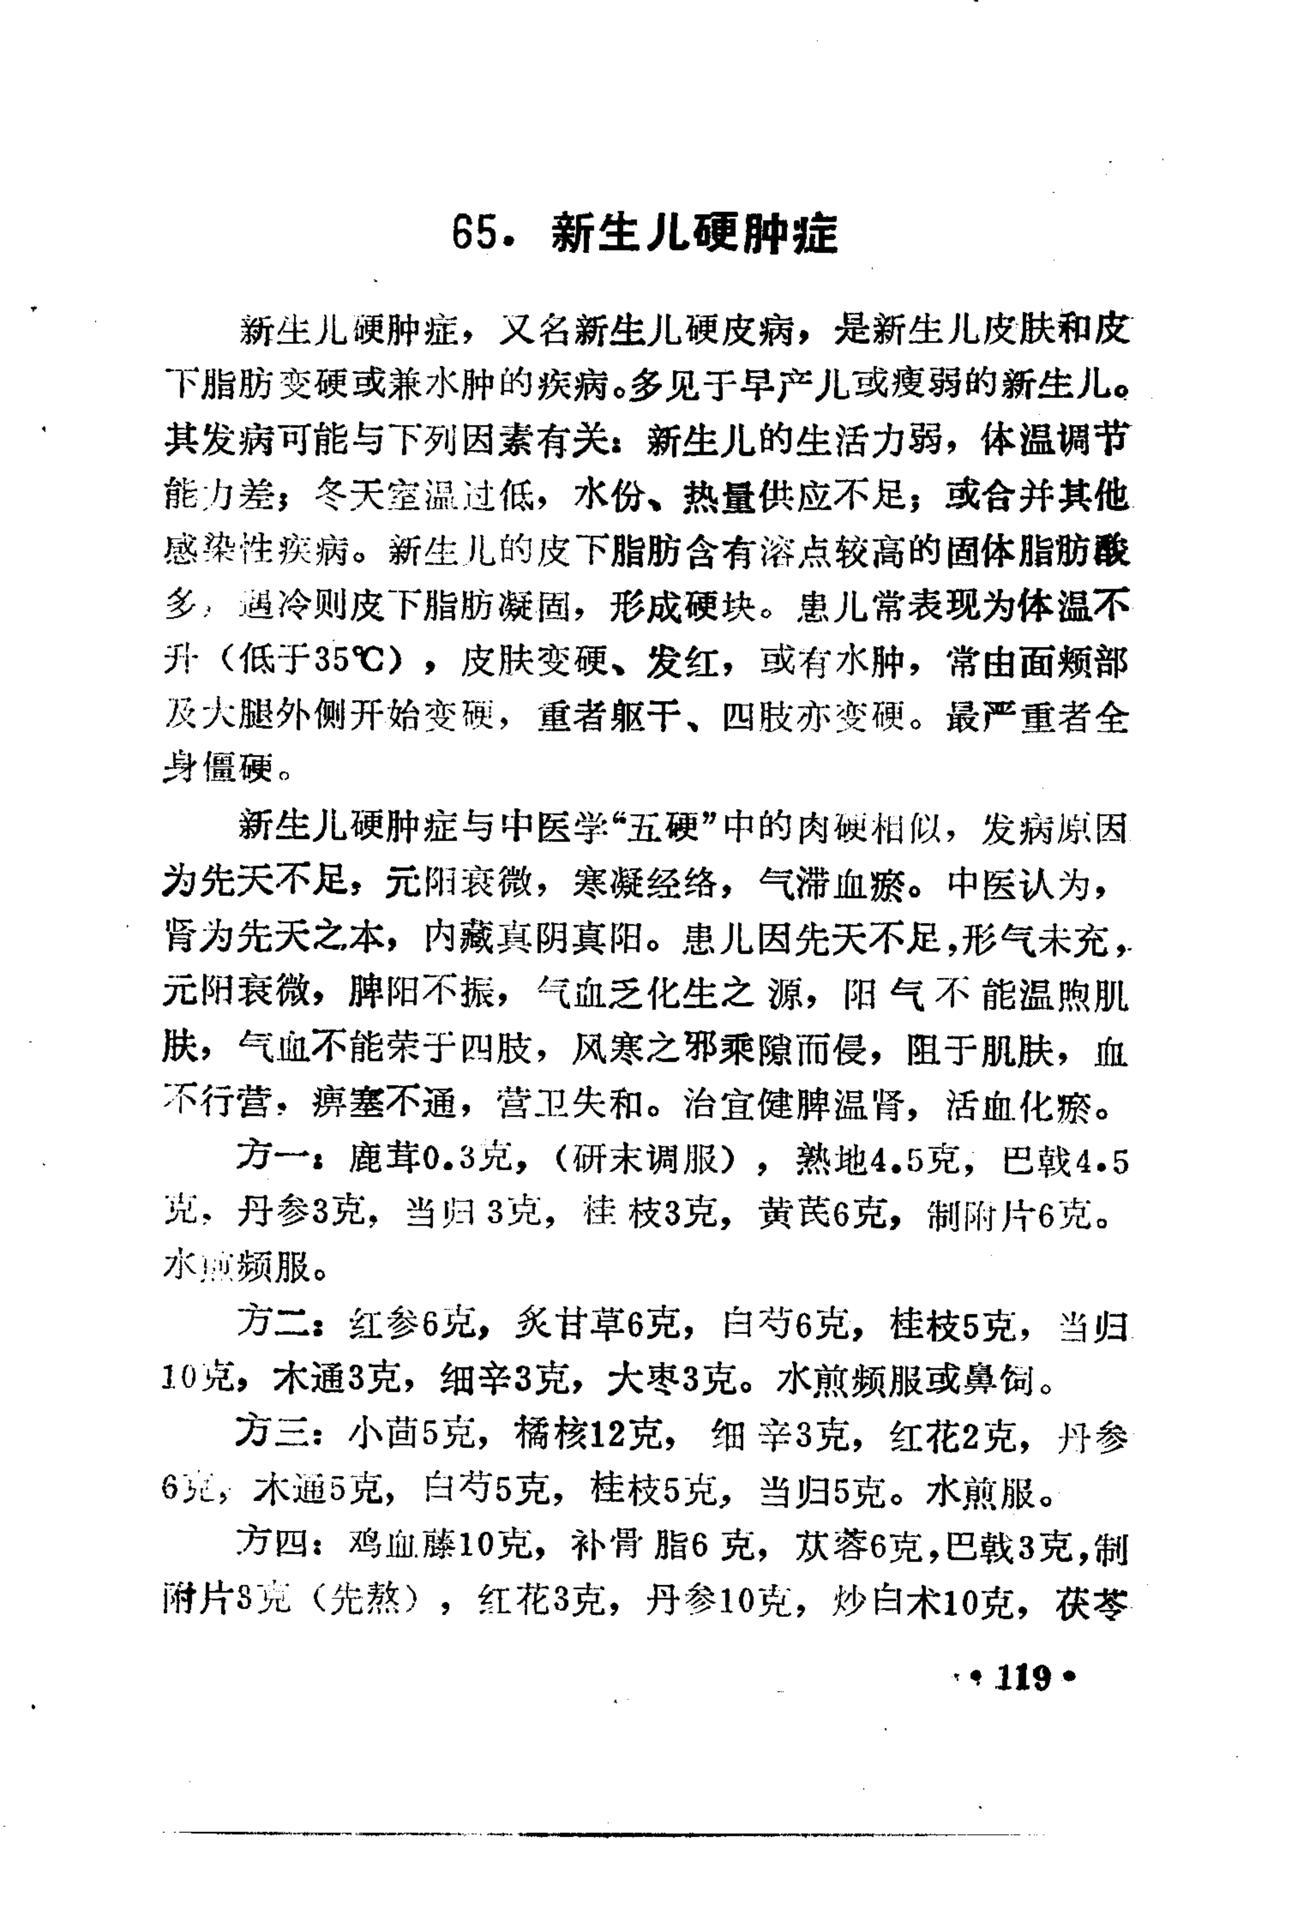 65. 新生儿硬肿症
新生儿硬肿症，又名新生儿硬皮病，是新生儿皮肤和皮
下脂肪变硬或兼水肿的疾病。多见于早产儿或瘦弱的新生儿。
其发病可能与下列因素有关：新生儿的生活力弱，体温调节
能力差；冬天室温过低，水份、热量供应不足；或合并其他
感染性疾病。新生儿的皮下脂肪含有溶点较高的固体脂肪酸
多，遇冷则皮下脂肪凝固，形成硬块。患儿常表现为体温不
升（低于35℃），皮肤变硬、发红，或有水肿，常由面颊部
及大腿外侧开始变硬，重者躯干、四肢亦变硬。最严重者全
身僵硬。
新生儿硬肿症与中医学“五硬”中的肉硬相似，发病原因
为先天不足，元阳衰微，寒凝经络，气滞血瘀。中医认为，
肾为先天之本，内藏真阴真阳。患儿因先天不足，形气未充，
元阳衰微，脾阳不振，气血乏化生之源，阳气不能温煦肌
肤，气血不能荣于四肢，风寒之邪乘隙而侵，阻于肌肤，血
不行营，痹塞不通，营卫失和。治宜健脾温肾，活血化瘀。
方一：鹿茸0.3克，（研末调服），熟地4.5克，巴戟4.5
克，丹参3克，当归3克，桂枝3克，黄芪6克，制附片6克。
水煎频服。
方二：红参6克，炙甘草6克，白芍6克，桂枝5克，当归
10克，木通3克，细辛3克，大枣3克。水煎频服或鼻饲。
方三：小茴5克，橘核12克，细辛3克，红花2克，丹参
6克，木通5克，白芍5克，桂枝5克，当归5克。水煎服。
方四：鸡血藤10克，补骨脂6克，苁蓉6克，巴戟3克，制
附片3克（先熬），红花3克，丹参10克，炒白术10克，茯苓
•119•